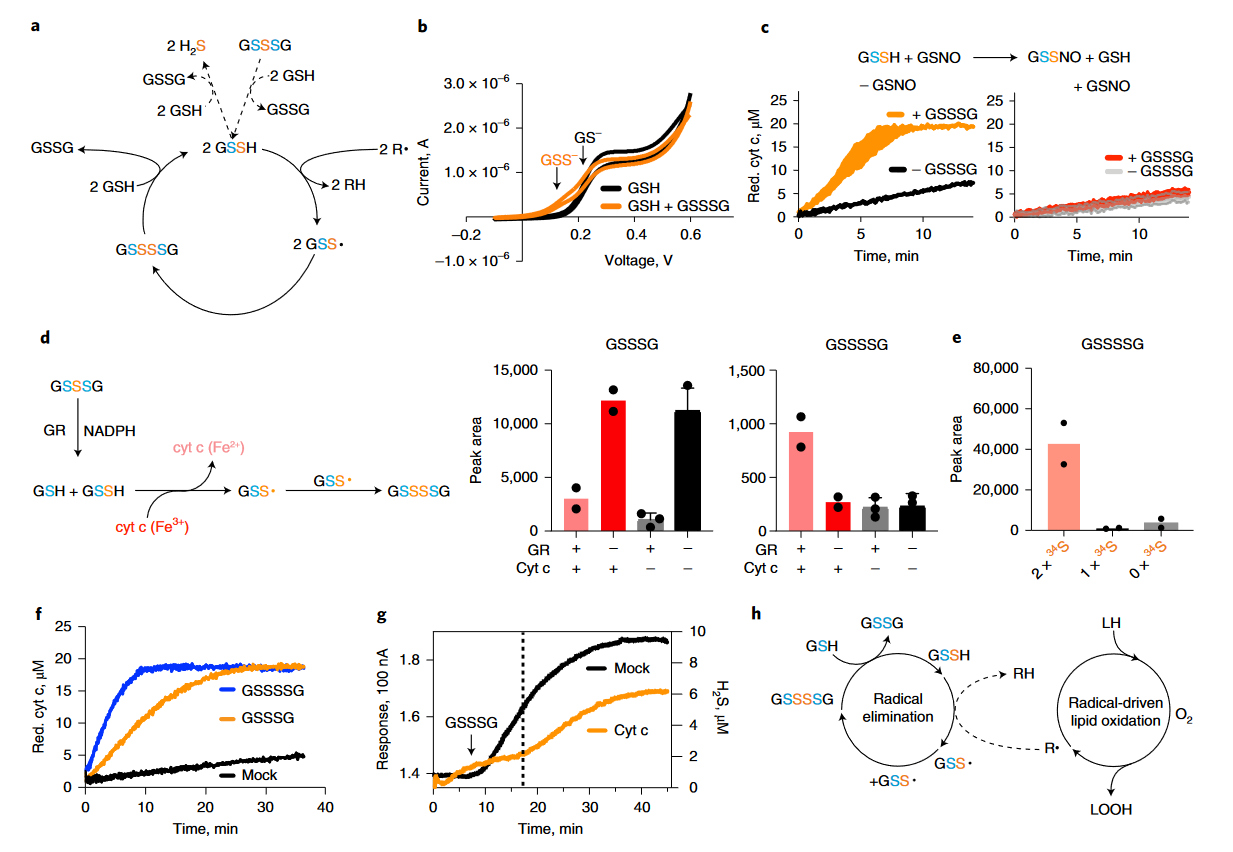 a
2 H₂S
GSSSG
GSSG
2 GSH
2 GSH
GSSG
GSSG
2 GSSH
2 R•
2 GSH
2 RH
GSSSSG
2 GSS•
b
Current, A
3.0 × 10⁻⁶
2.0 × 10⁻⁶
1.0 × 10⁻⁶
−1.0 × 10⁻⁶
−0.2
0.2
0.4
0.6
Voltage, V
GSS⁻
GS⁻
GSH
GSH + GSSSG
c
GSSH + GSNO
GSSNO + GSH
– GSNO
+ GSNO
Red. cyt c, μM
25
20
15
10
5
0
0
5
10
Time, min
+ GSSSG
– GSSSG
25
20
15
10
5
0
0
5
10
Time, min
+ GSSSG
– GSSSG
d
GSSSG
GR
NADPH
cyt c (Fe²⁺)
GSH + GSSH
GSS•
GSS•
GSSSSG
cyt c (Fe³⁺)
GSSSG
Peak area
15,000
10,000
5,000
0
GR + – + –
Cyt c + + – –
GSSSSG
Peak area
1,500
1,000
500
0
+ – + –
+ + – –
e
GSSSSG
Peak area
80,000
60,000
40,000
20,000
0
2 × ³⁴S
1 × ³⁴S
0 × ³⁴S
f
Red. cyt c, μM
25
20
15
10
5
0
0
10
20
30
40
Time, min
GSSSSG
GSSSG
Mock
g
Response, 100 nA
1.8
1.6
1.4
0
10
20
30
40
Time, min
10
8
6
4
2
0
H₂S, μM
GSSSG
Mock
Cyt c
h
GSSG
GSH
GSSH
GSSSSG
Radical
elimination
GSS•
+GSS•
RH
R•
LH
Radical-driven
lipid oxidation
O₂
LOOH